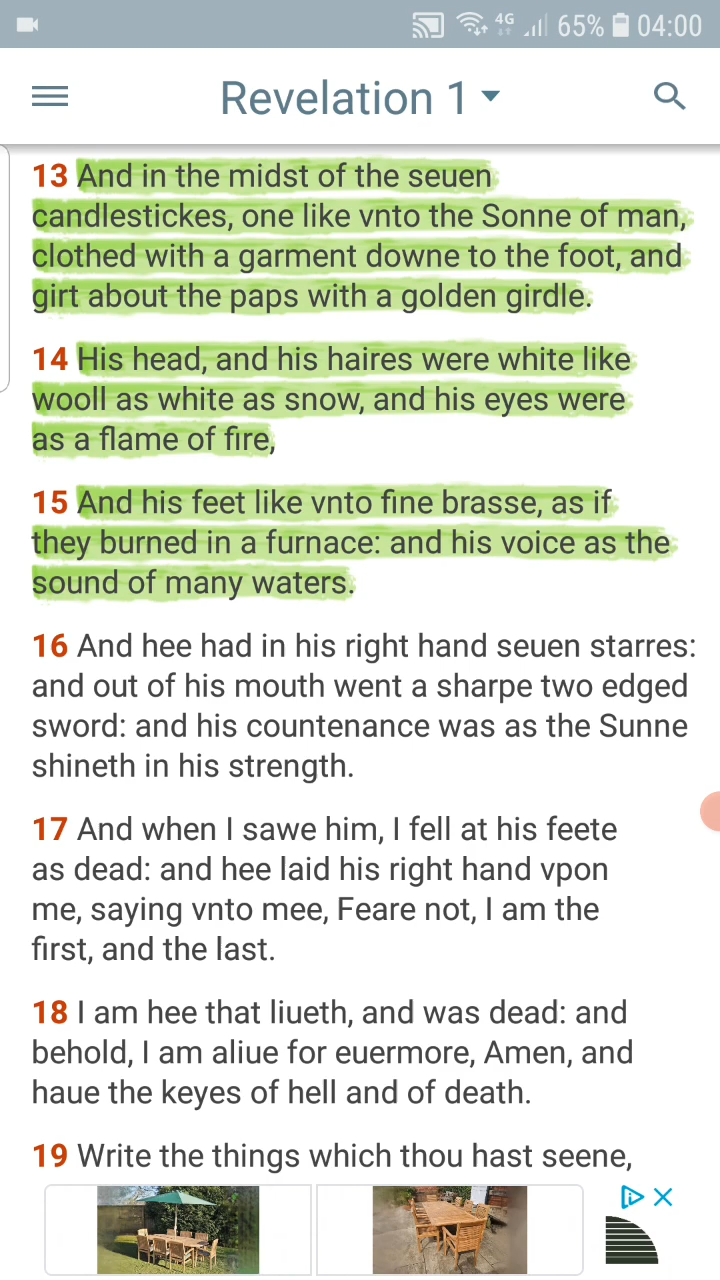 4G 65% 04:00
Revelation 1
13 And in the midst of the seuen
candlestickes, one like vnto the Sonne of man,
clothed with a garment downe to the foot, and
girt about the paps with a golden girdle.
14 His head, and his haires were white like
wooll as white as snow, and his eyes were
as a flame of fire,
15 And his feet like vnto fine brasse, as if
they burned in a furnace: and his voice as the
sound of many waters.
16 And hee had in his right hand seuen starres:
and out of his mouth went a sharpe two edged
sword: and his countenance was as the Sunne
shineth in his strength.
17 And when I sawe him, I fell at his feete
as dead: and hee laid his right hand vpon
me, saying vnto mee, Feare not, I am the
first, and the last.
18 I am hee that liueth, and was dead: and
behold, I am aliue for euermore, Amen, and
haue the keyes of hell and of death.
19 Write the things which thou hast seene,